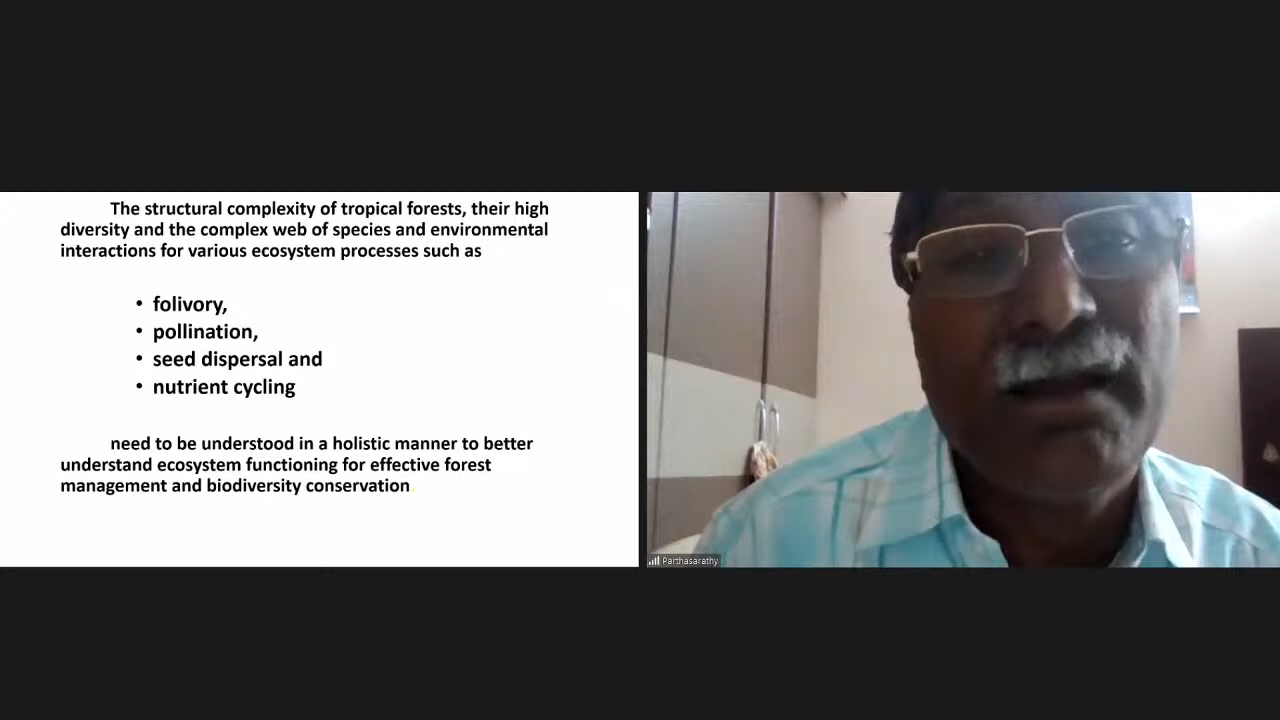 The structural complexity of tropical forests, their high
diversity and the complex web of species and environmental
interactions for various ecosystem processes such as
• folivory,
• pollination,
• seed dispersal and
• nutrient cycling
need to be understood in a holistic manner to better
understand ecosystem functioning for effective forest
management and biodiversity conservation.
Parthasarathy